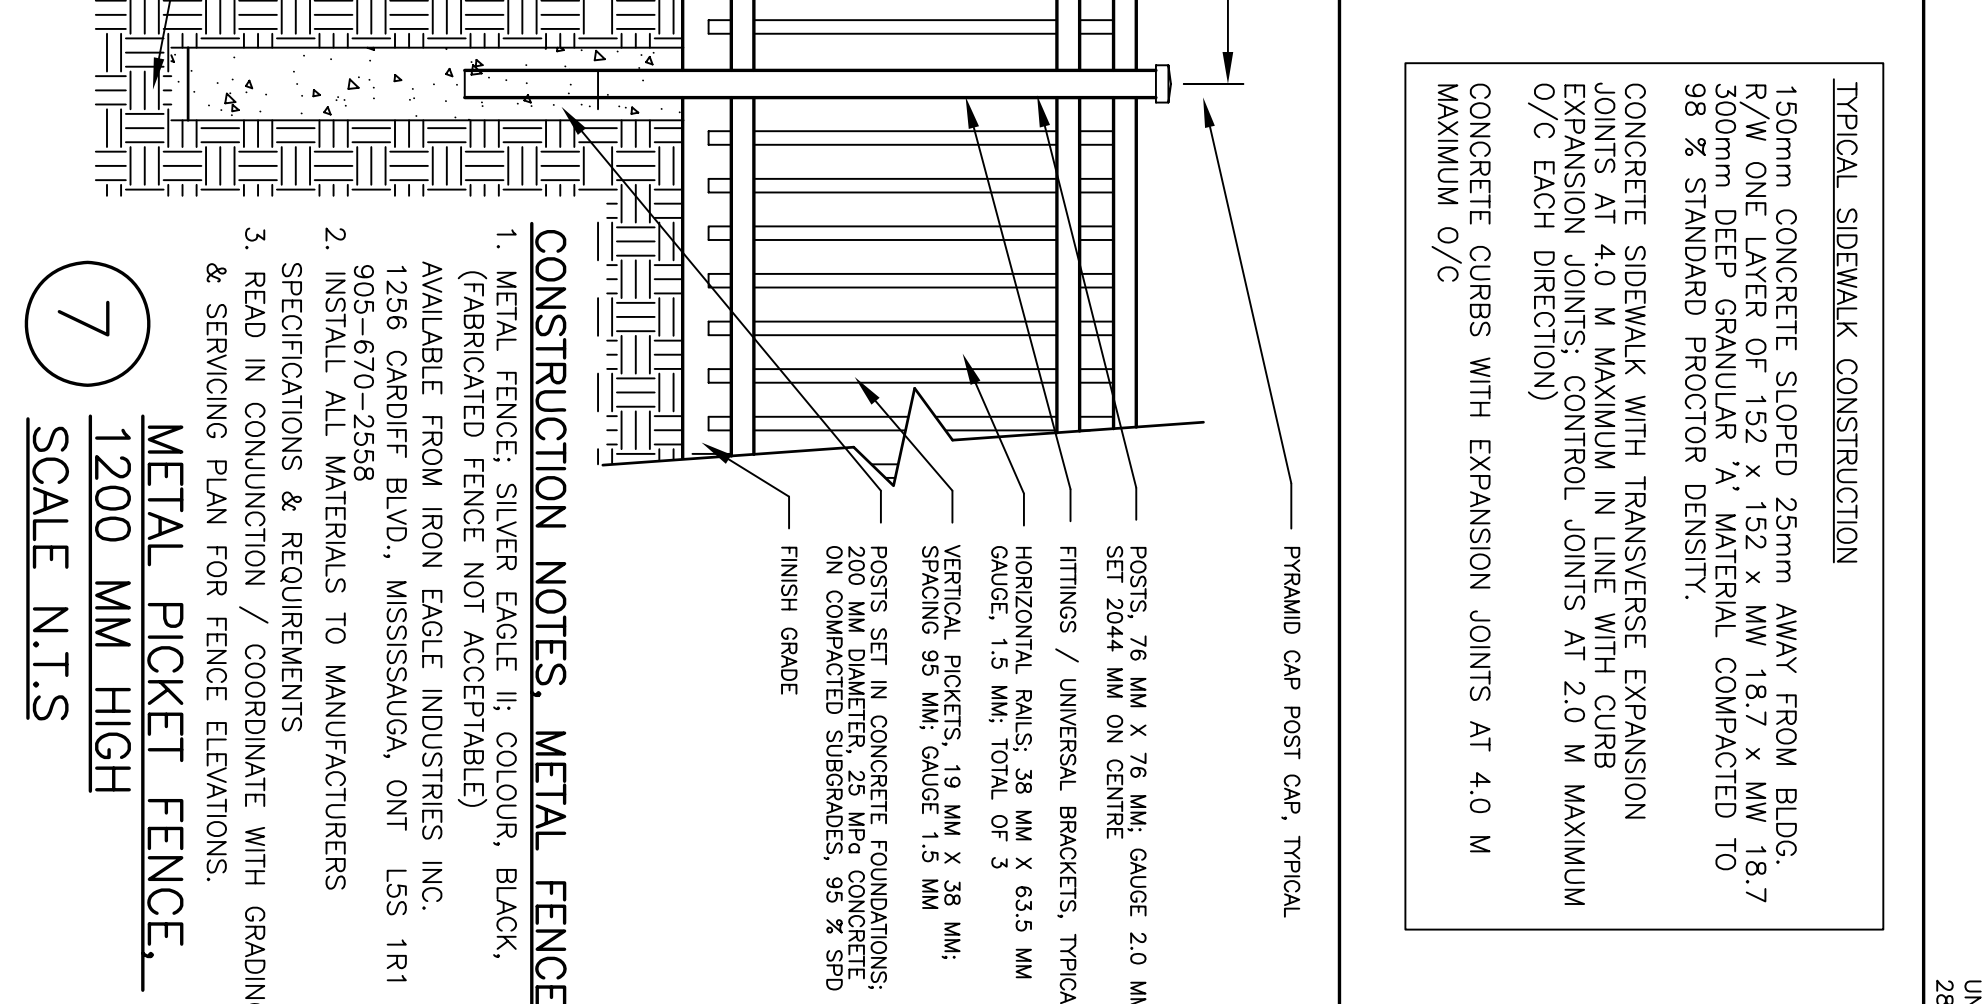 TYPICAL SIDEWALK CONSTRUCTION
150mm CONCRETE SLOPED 25mm AWAY FROM BLDG.
R/W ONE LAYER OF 152 x 152 x MW 18.7 x MW 18.7
300mm DEEP GRANULAR 'A' MATERIAL COMPACTED TO
98 % STANDARD PROCTOR DENSITY.
CONCRETE SIDEWALK WITH TRANSVERSE EXPANSION
JOINTS AT 4.0 M MAXIMUM IN LINE WITH CURB
EXPANSION JOINTS; CONTROL JOINTS AT 2.0 M MAXIMUM
O/C EACH DIRECTION)
CONCRETE CURBS WITH EXPANSION JOINTS AT 4.0 M
MAXIMUM O/C
PYRAMID CAP POST CAP, TYPICAL
POSTS, 76 MM X 76 MM; GAUGE 2.0 MM
SET 2044 MM ON CENTRE
FITTINGS / UNIVERSAL BRACKETS, TYPICA
HORIZONTAL RAILS; 38 MM X 63.5 MM
GAUGE, 1.5 MM; TOTAL OF 3
VERTICAL PICKETS, 19 MM X 38 MM;
SPACING 95 MM; GAUGE 1.5 MM
POSTS SET IN CONCRETE FOUNDATIONS;
200 MM DIAMETER, 25 MPa CONCRETE
ON COMPACTED SUBGRADES, 95 % SPD
FINISH GRADE
CONSTRUCTION NOTES, METAL FENCE
1. METAL FENCE; SILVER EAGLE II; COLOUR, BLACK,
(FABRICATED FENCE NOT ACCEPTABLE)
AVAILABLE FROM IRON EAGLE INDUSTRIES INC.
1256 CARDIFF BLVD., MISSISSAUGA, ONT L5S 1R1
905-670-2558
2. INSTALL ALL MATERIALS TO MANUFACTURERS
SPECIFICATIONS & REQUIREMENTS
3. READ IN CONJUNCTION / COORDINATE WITH GRADING
& SERVICING PLAN FOR FENCE ELEVATIONS.
7
METAL PICKET FENCE,
1200 MM HIGH
SCALE N.T.S
UN
28